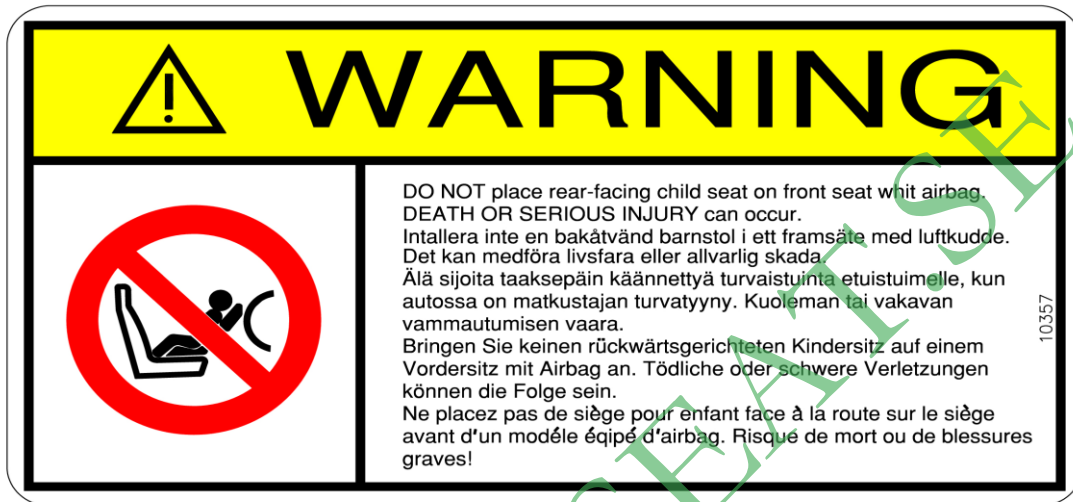 WARNING
DO NOT place rear-facing child seat on front seat whit airbag.
DEATH OR SERIOUS INJURY can occur.
Intallera inte en bakåtvänd barnstol i ett framsäte med luftkudde.
Det kan medföra livsfara eller allvarlig skada.
Älä sijoita taaksepäin käännettyä turvaistuinta etuistuimelle, kun
autossa on matkustajan turvatyyny. Kuoleman tai vakavan
vammautumisen vaara.
Bringen Sie keinen rückwärtsgerichteten Kindersitz auf einem
Vordersitz mit Airbag an. Tödliche oder schwere Verletzungen
können die Folge sein.
Ne placez pas de siège pour enfant face à la route sur le siège
avant d'un modéle éqipé d'airbag. Risque de mort ou de blessures
graves!
10357
SEAT.SE